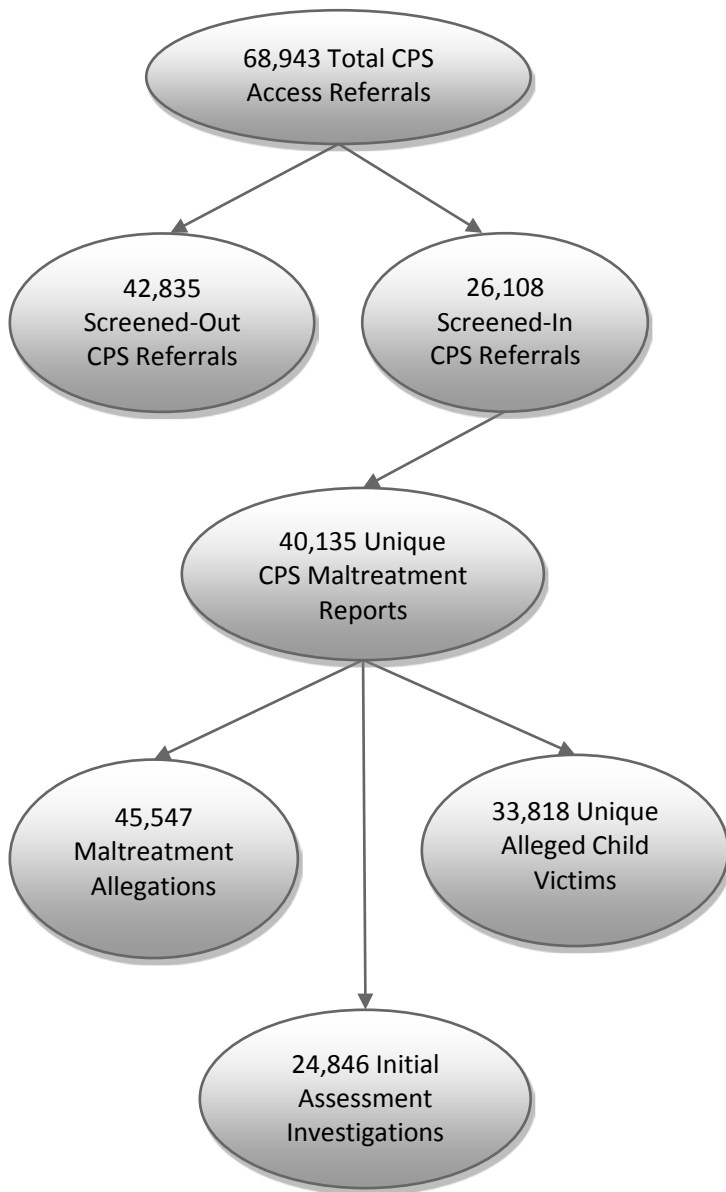 68,943 Total CPS
Access Referrals
42,835
Screened-Out
CPS Referrals
26,108
Screened-In
CPS Referrals
40,135 Unique
CPS Maltreatment
Reports
45,547
Maltreatment
Allegations
33,818 Unique
Alleged Child
Victims
24,846 Initial
Assessment
Investigations